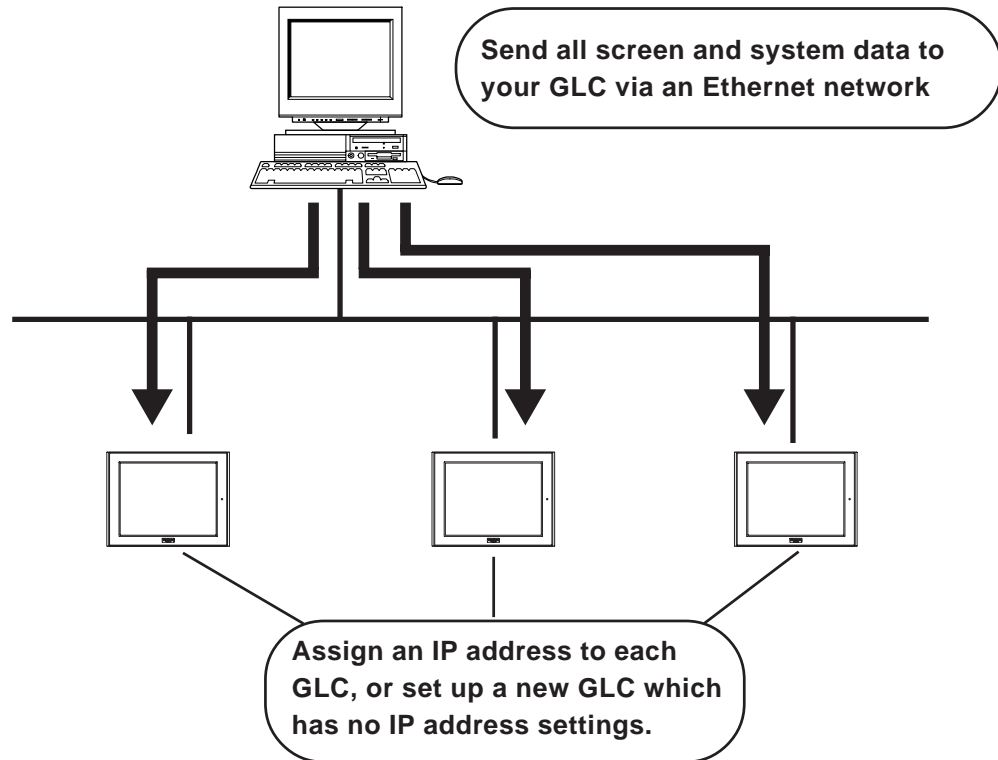 Send all screen and system data to
your GLC via an Ethernet network
Assign an IP address to each
GLC, or set up a new GLC which
has no IP address settings.